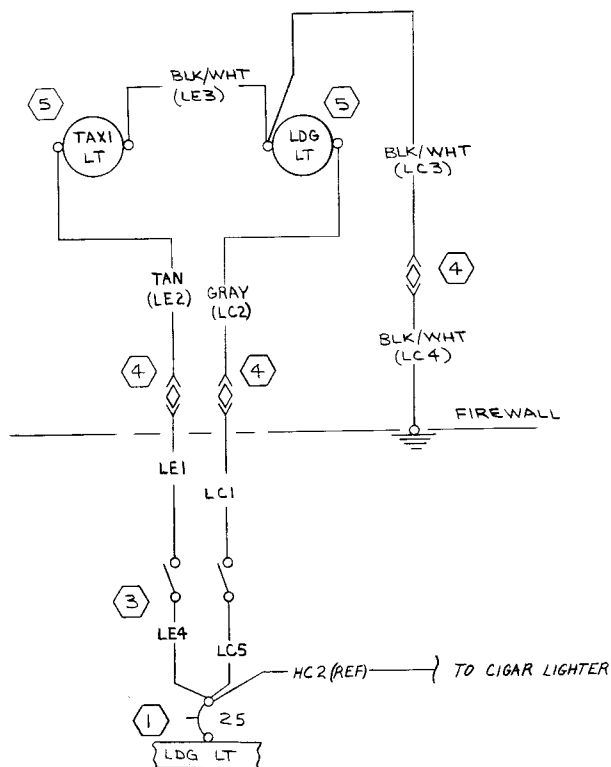 BLK/WHT
(LE3)
5
5
TAXI
LT
LDG
LT
BLK/WHT
(LC3)
TAN
(LE2)
GRAY
(LC2)
4
BLK/WHT
(LC4)
4
4
FIREWALL
LE1
LC1
3
LE4
LC5
HC2 (REF)
TO CIGAR LIGHTER
1
25
LDG LT